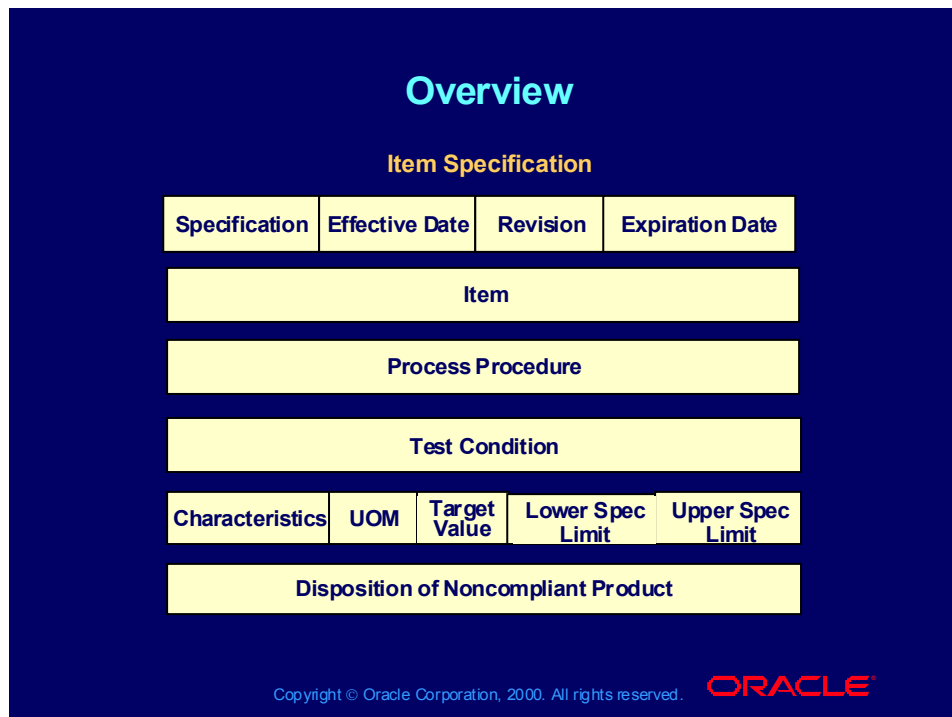 Overview
Item Specification
Specification Effective Date Revision Expiration Date
Item
Process Procedure
Test Condition
Characteristics UOM Target Value Lower Spec Limit Upper Spec Limit
Disposition of Noncompliant Product
Copyright © Oracle Corporation, 2000. All rights reserved. ORACLE®